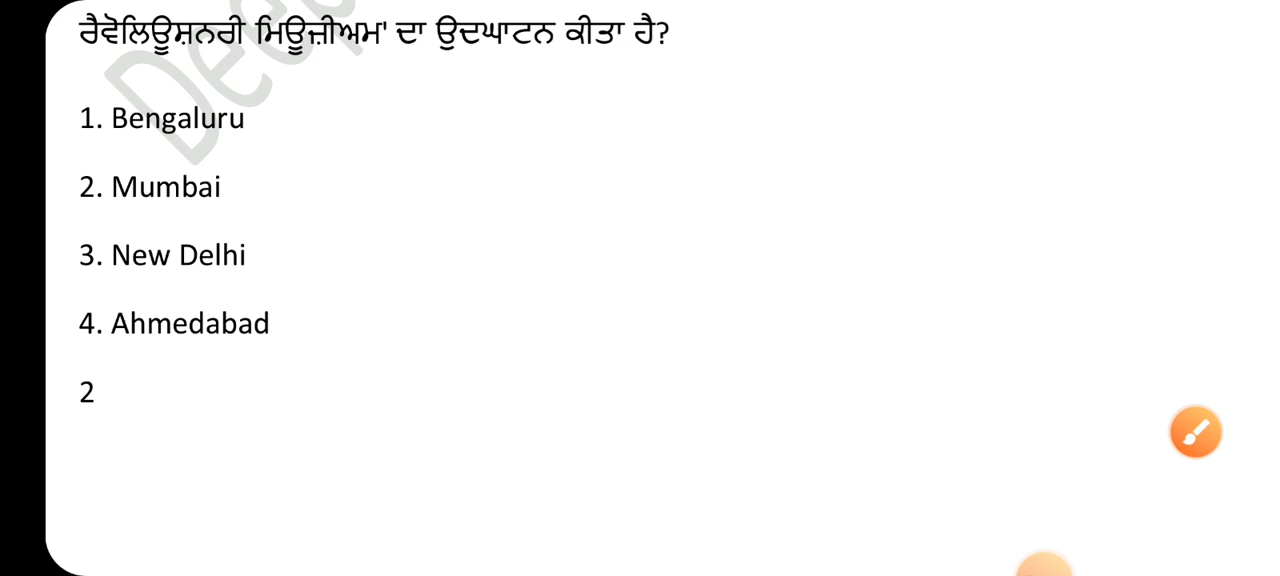 ਰੈਵੋਲਿਊਸ਼ਨਰੀ ਮਿਊਜ਼ੀਅਮ' ਦਾ ਉਦਘਾਟਨ ਕੀਤਾ ਹੈ?
1. Bengaluru
2. Mumbai
3. New Delhi
4. Ahmedabad
2